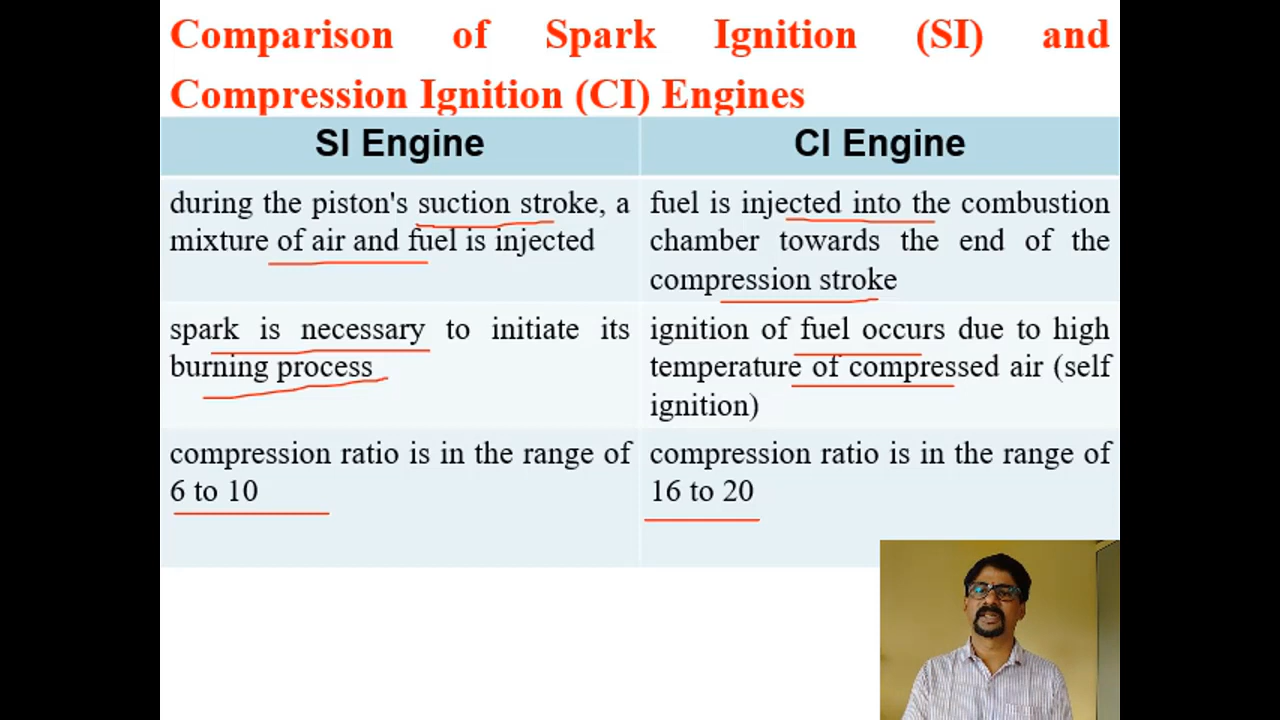 Comparison of Spark Ignition (SI) and
Compression Ignition (CI) Engines
SI Engine
CI Engine
during the piston's suction stroke, a
mixture of air and fuel is injected
fuel is injected into the combustion
chamber towards the end of the
compression stroke
spark is necessary to initiate its
burning process
ignition of fuel occurs due to high
temperature of compressed air (self
ignition)
compression ratio is in the range of
6 to 10
compression ratio is in the range of
16 to 20